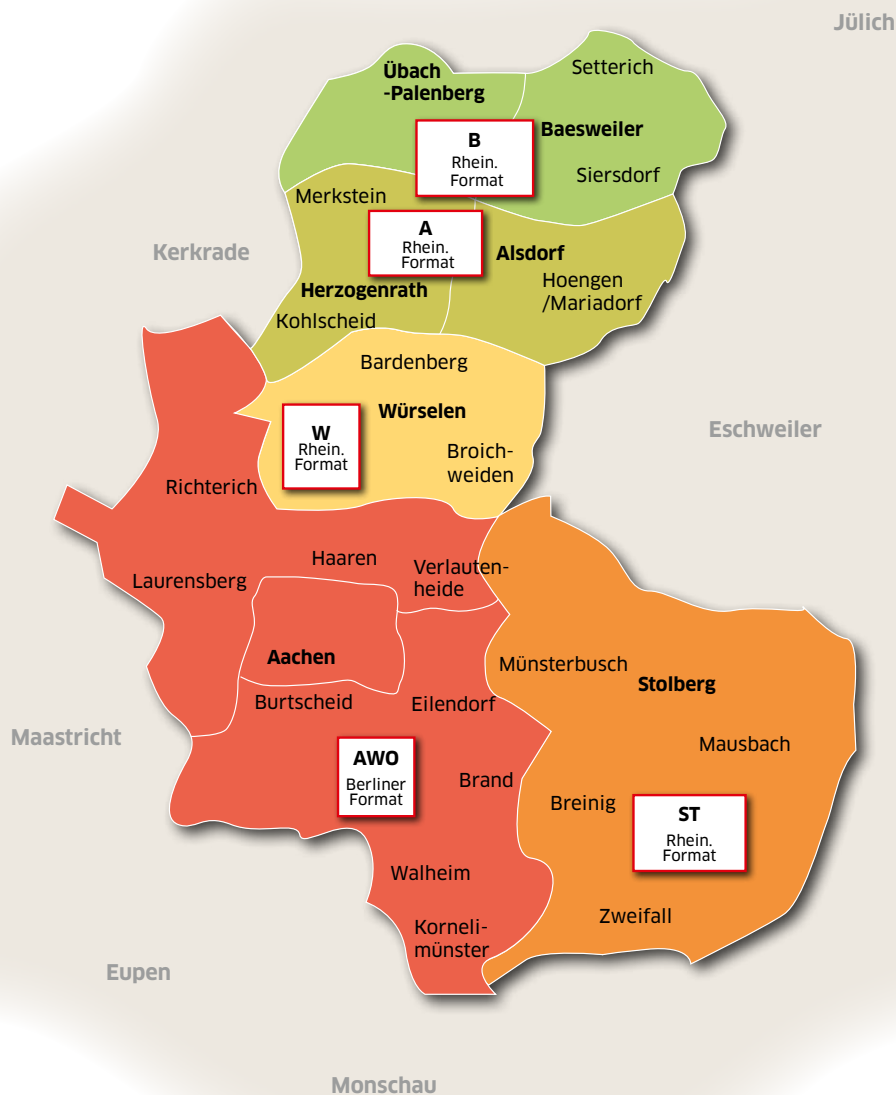 Jülich
Übach
-Palenberg
Setterich
Baesweiler
B
Rhein.
Format
Siersdorf
Merkstein
A
Rhein.
Format
Kerkrade
Alsdorf
Hoengen
/Mariadorf
Herzogenrath
Kohlscheid
Bardenberg
Würselen
W
Rhein.
Format
Eschweiler
Broich-
weiden
Richterich
Haaren
Verlauten-
heide
Laurensberg
Aachen
Münsterbusch
Stolberg
Burtscheid
Eilendorf
Maastricht
Mausbach
AWO
Berliner
Format
Brand
Breinig
ST
Rhein.
Format
Walheim
Zweifall
Korneli-
münster
Eupen
Monschau